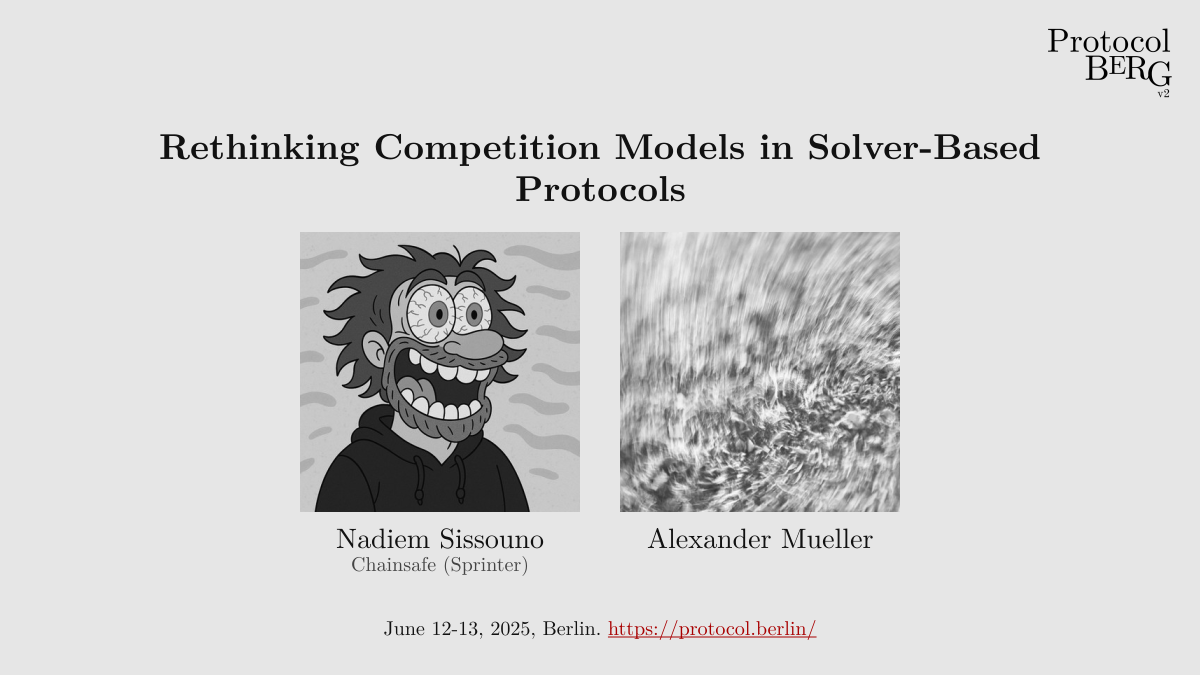 Protocol
BERG
v2
Rethinking Competition Models in Solver-Based
Protocols
Nadiem Sissouno
Chainsafe (Sprinter)
Alexander Mueller
June 12-13, 2025, Berlin. https://protocol.berlin/